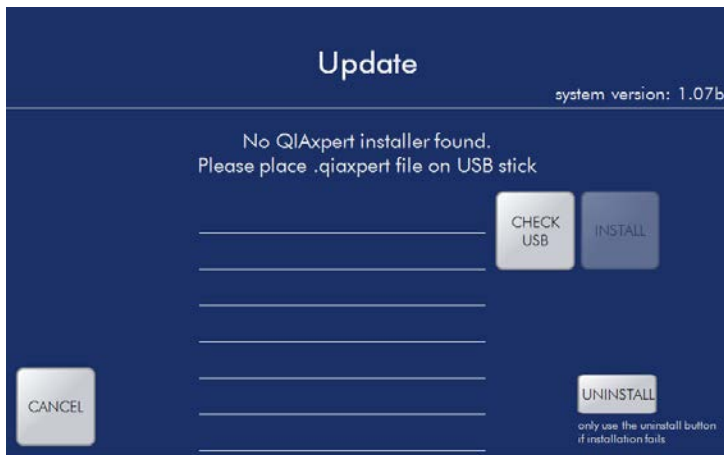 Update
system version: 1.07b
No QIAxpert installer found.
Please place .qiaxpert file on USB stick
CHECK
USB
INSTALL
CANCEL
UNINSTALL
only use the uninstall button
if installation fails